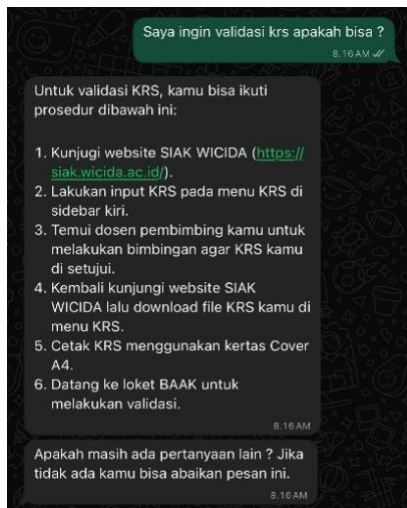 Saya ingin validasi krs apakah bisa ?
8.16 AM
Untuk validasi KRS, kamu bisa ikuti
prosedur dibawah ini:
1. Kunjugi website SIAK WICIDA (https://
siak.wicida.ac.id/).
2. Lakukan input KRS pada menu KRS di
sidebar kiri.
3. Temui dosen pembimbing kamu untuk
melakukan bimbingan agar KRS kamu
di setujui.
4. Kembali kunjungi website SIAK
WICIDA lalu download file KRS kamu di
menu KRS.
5. Cetak KRS menggunakan kertas Cover
A4.
6. Datang ke loket BAAK untuk
melakukan validasi.
8.16 AM
Apakah masih ada pertanyaan lain ? Jika
tidak ada kamu bisa abaikan pesan ini.
8.16 AM